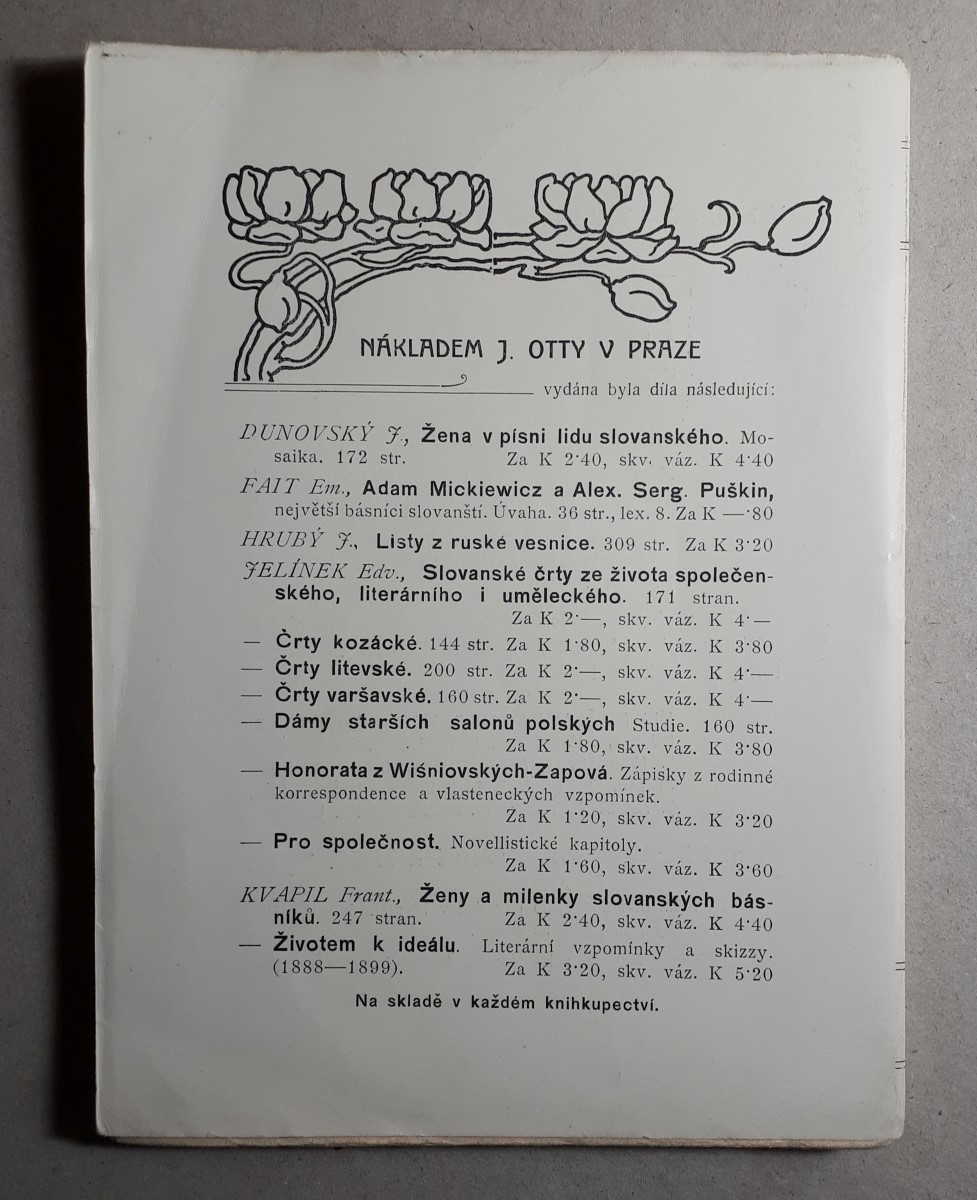 NÁKLADEM J. OTTY V PRAZE
vydána byla díla následující:
DUNOVSKÝ J., Žena v písni lidu slovanského. Mo-
saika. 172 str. Za K 2·40, skv. váz. K 4·40
FAIT Em., Adam Mickiewicz a Alex. Serg. Puškin,
největší básníci slovanští. Úvaha. 36 str., lex. 8. Za K —·80
HRUBÝ J., Listy z ruské vesnice. 309 str. Za K 3·20
JELÍNEK Edv., Slovanské črty ze života společen-
ského, literárního i uměleckého. 171 stran.
Za K 2·—, skv. váz. K 4·—
— Črty kozácké. 144 str. Za K 1·80, skv. váz. K 3·80
— Črty litevské. 200 str. Za K 2·—, skv. váz. K 4·—
— Črty varšavské. 160 str. Za K 2·—, skv. váz. K 4·—
— Dámy starších salonů polských Studie. 160 str.
Za K 1·80, skv. váz. K 3·80
— Honorata z Wiśniovských-Zapová. Zápisky z rodinné
korrespondence a vlasteneckých vzpomínek.
Za K 1·20, skv. váz. K 3·20
— Pro společnost. Novellistické kapitoly.
Za K 1·60, skv. váz. K 3·60
KVAPIL Frant., Ženy a milenky slovanských bás-
níků. 247 stran. Za K 2·40, skv. váz. K 4·40
— Životem k ideálu. Literární vzpomínky a skizzy.
(1888—1899). Za K 3·20, skv. váz. K 5·20
Na skladě v každém knihkupectví.